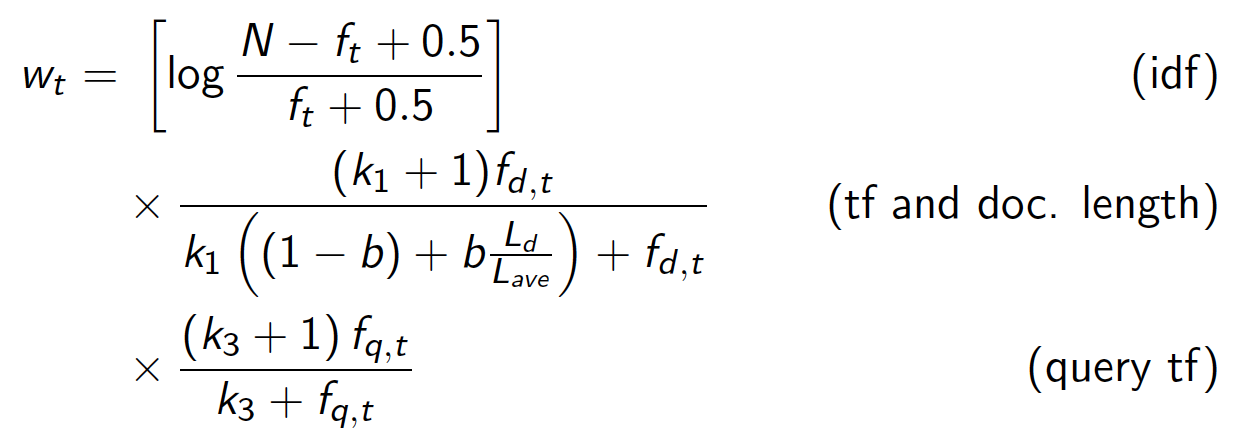 w_t = [log (N − f_t + 0.5) / (f_t + 0.5)] (idf)
× (k_1 + 1)f_{d,t} / (k_1 ((1 − b) + b L_d / L_ave) + f_{d,t}) (tf and doc. length)
× (k_3 + 1) f_{q,t} / (k_3 + f_{q,t}) (query tf)